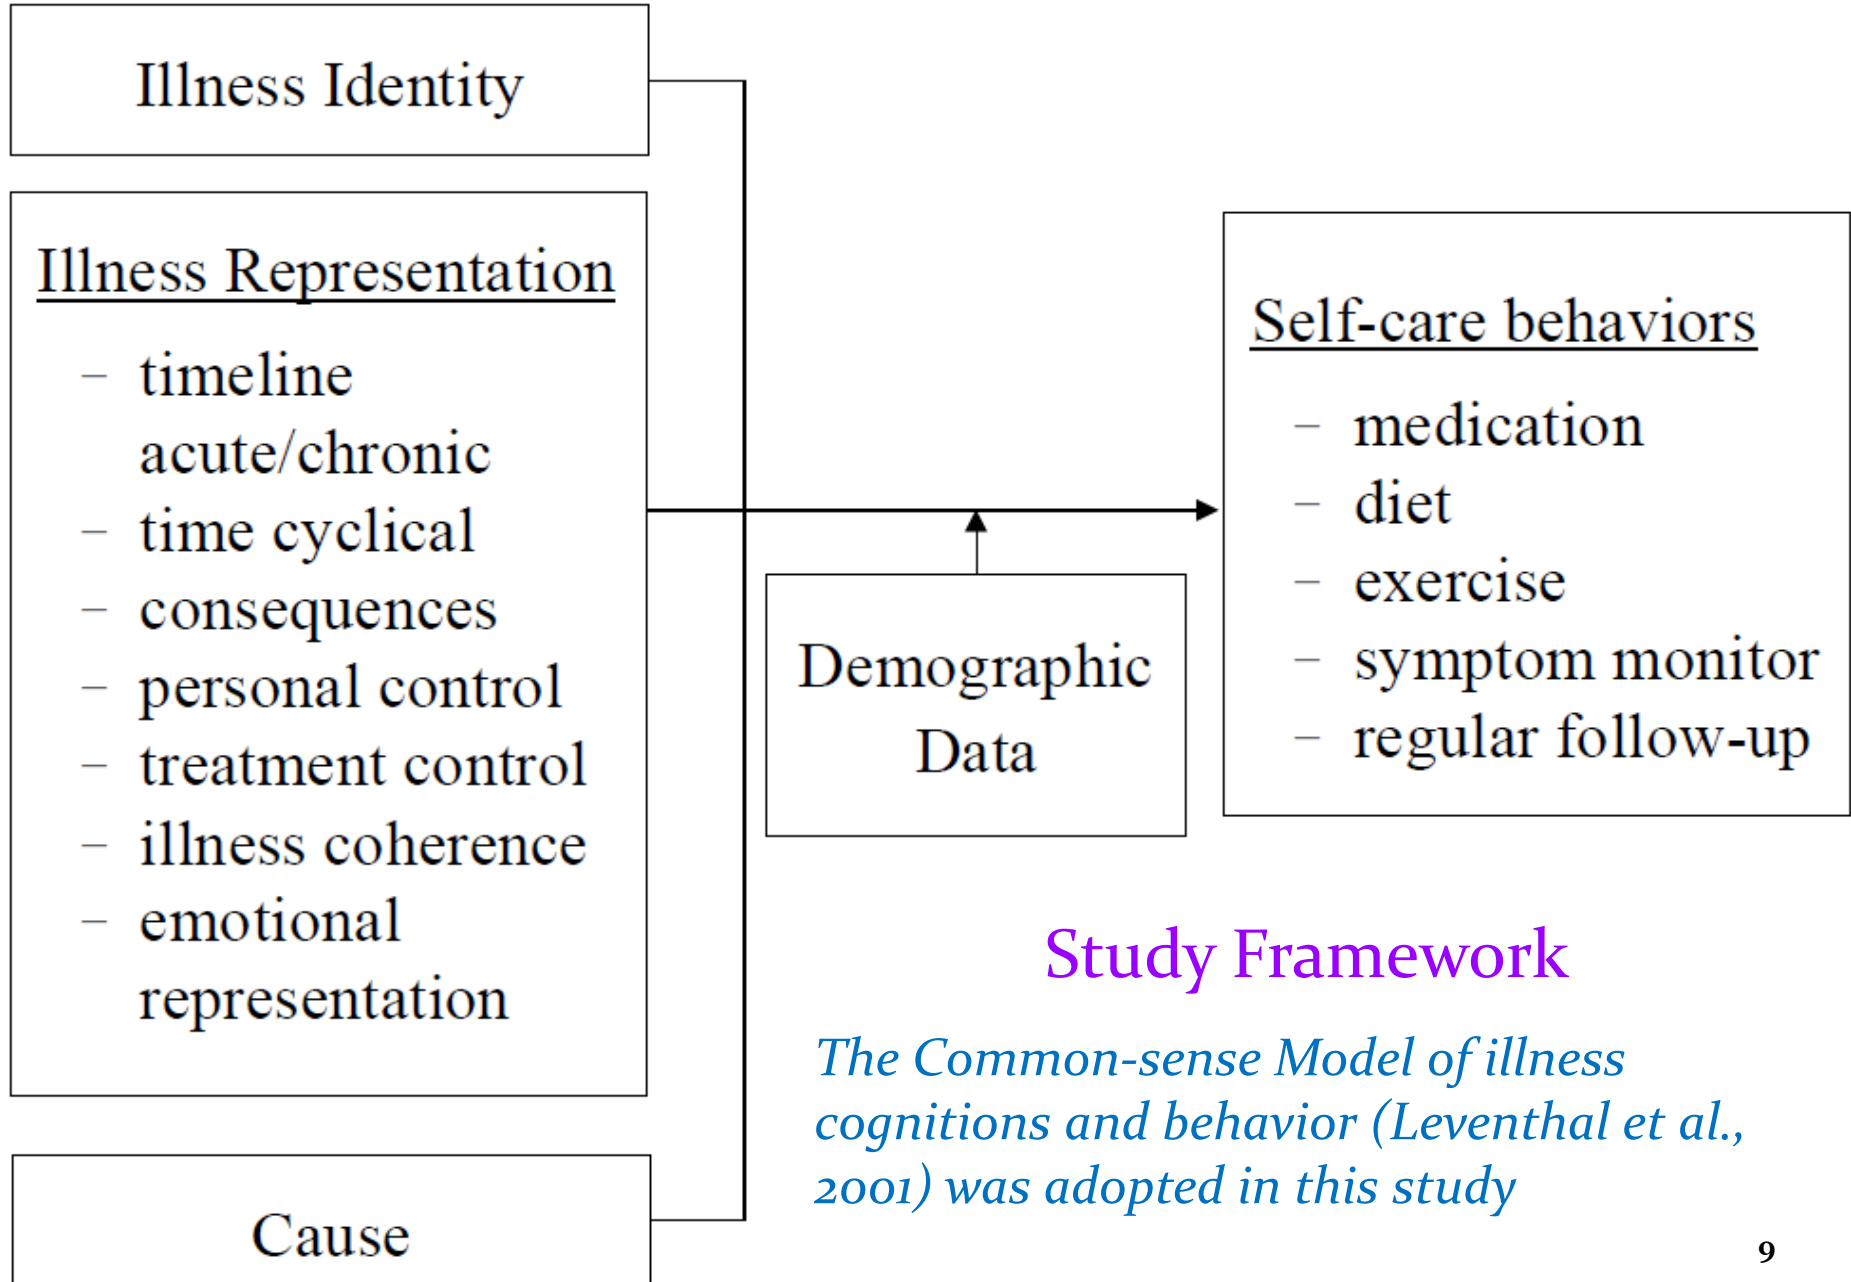 Illness Identity
Illness Representation
– timeline
acute/chronic
– time cyclical
– consequences
– personal control
– treatment control
– illness coherence
– emotional
representation
Cause
Demographic
Data
Self-care behaviors
– medication
– diet
– exercise
– symptom monitor
– regular follow-up
Study Framework
The Common-sense Model of illness
cognitions and behavior (Leventhal et al.,
2001) was adopted in this study
9